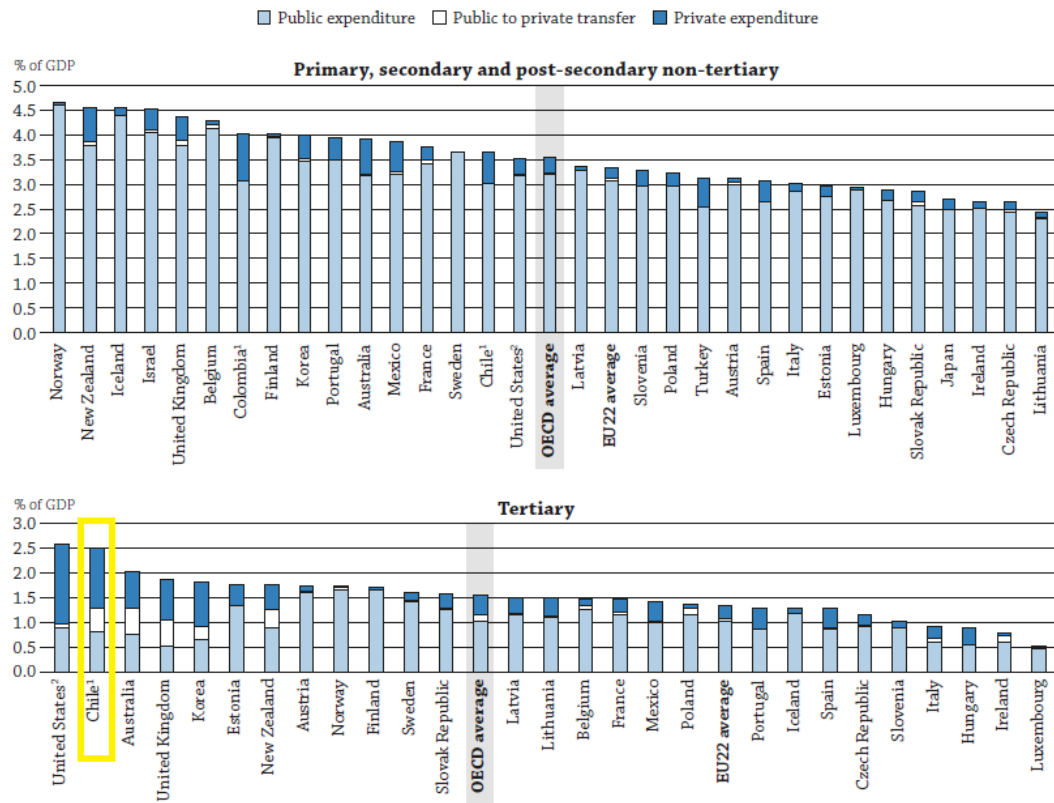 Public expenditure Public to private transfer Private expenditure
% of GDP
Primary, secondary and post-secondary non-tertiary
5.0
4.5
4.0
3.5
3.0
2.5
2.0
1.5
1.0
0.5
0.0
Norway
New Zealand
Iceland
Israel
United Kingdom
Belgium
Colombia¹
Finland
Korea
Portugal
Australia
Mexico
France
Sweden
Chile¹
United States²
OECD average
Latvia
EU22 average
Slovenia
Poland
Turkey
Austria
Spain
Italy
Estonia
Luxembourg
Hungary
Slovak Republic
Japan
Ireland
Czech Republic
Lithuania
% of GDP
Tertiary
3.0
2.5
2.0
1.5
1.0
0.5
0.0
United States²
Chile¹
Australia
United Kingdom
Korea
Estonia
New Zealand
Austria
Norway
Finland
Sweden
Slovak Republic
OECD average
Latvia
Lithuania
Belgium
France
Mexico
Poland
EU22 average
Portugal
Iceland
Spain
Czech Republic
Slovenia
Italy
Hungary
Ireland
Luxembourg